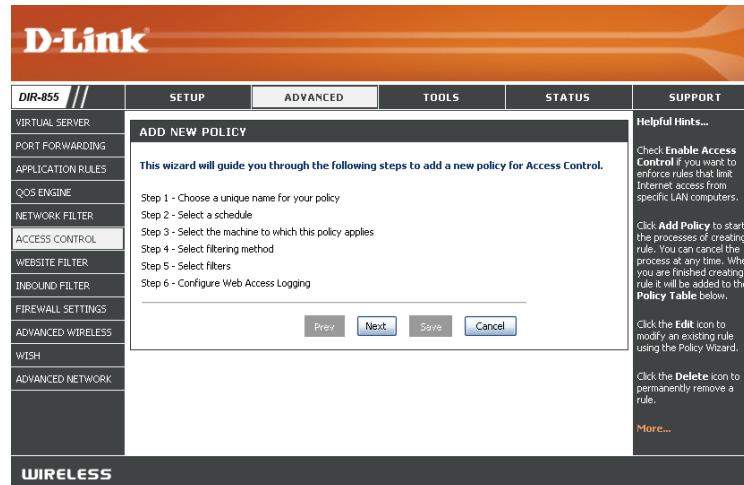 D-Link
DIR-855
SETUP
ADVANCED
TOOLS
STATUS
SUPPORT
VIRTUAL SERVER
PORT FORWARDING
APPLICATION RULES
QOS ENGINE
NETWORK FILTER
ACCESS CONTROL
WEBSITE FILTER
INBOUND FILTER
FIREWALL SETTINGS
ADVANCED WIRELESS
WISH
ADVANCED NETWORK
ADD NEW POLICY
This wizard will guide you through the following steps to add a new policy for Access Control.
Step 1 - Choose a unique name for your policy
Step 2 - Select a schedule
Step 3 - Select the machine to which this policy applies
Step 4 - Select filtering method
Step 5 - Select filters
Step 6 - Configure Web Access Logging
Prev Next Save Cancel
Helpful Hints...
Check Enable Access
Control if you want to
enforce rules that limit
Internet access from
specific LAN computers.
Click Add Policy to start
the processes of creating
rule. You can cancel the
process at any time. Whe
you are finished creating
rule it will be added to the
Policy Table below.
Click the Edit icon to
modify an existing rule
using the Policy Wizard.
Click the Delete icon to
permanently remove a
rule.
More...
WIRELESS